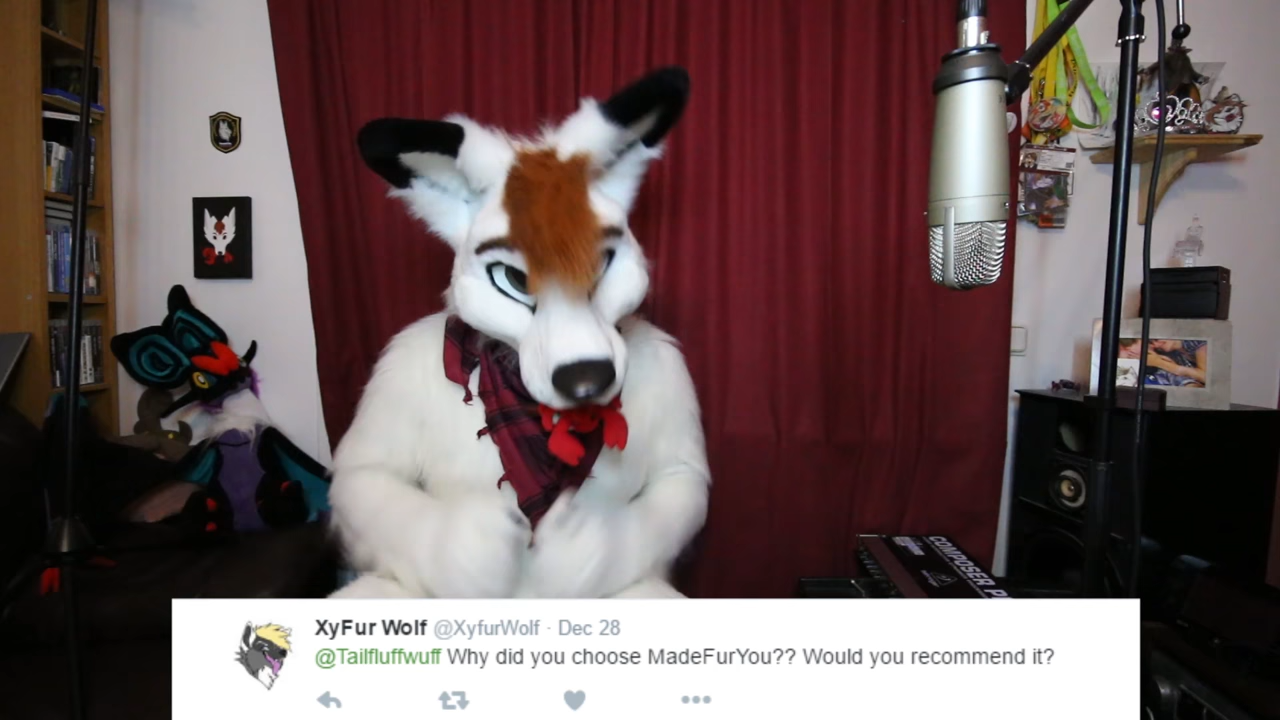 COMPOSER P
XyFur Wolf @XyfurWolf · Dec 28
@Tailfluffwuff Why did you choose MadeFurYou?? Would you recommend it?